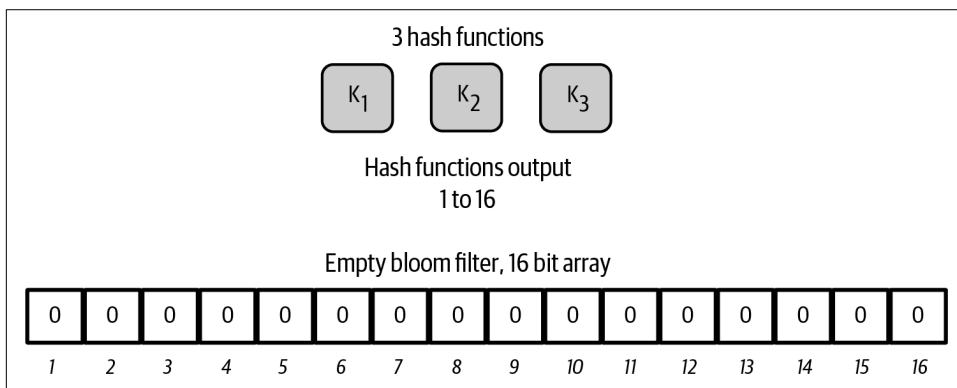 3 hash functions
K1 K2 K3
Hash functions output
1 to 16
Empty bloom filter, 16 bit array
0 0 0 0 0 0 0 0 0 0 0 0 0 0 0 0
1 2 3 4 5 6 7 8 9 10 11 12 13 14 15 16